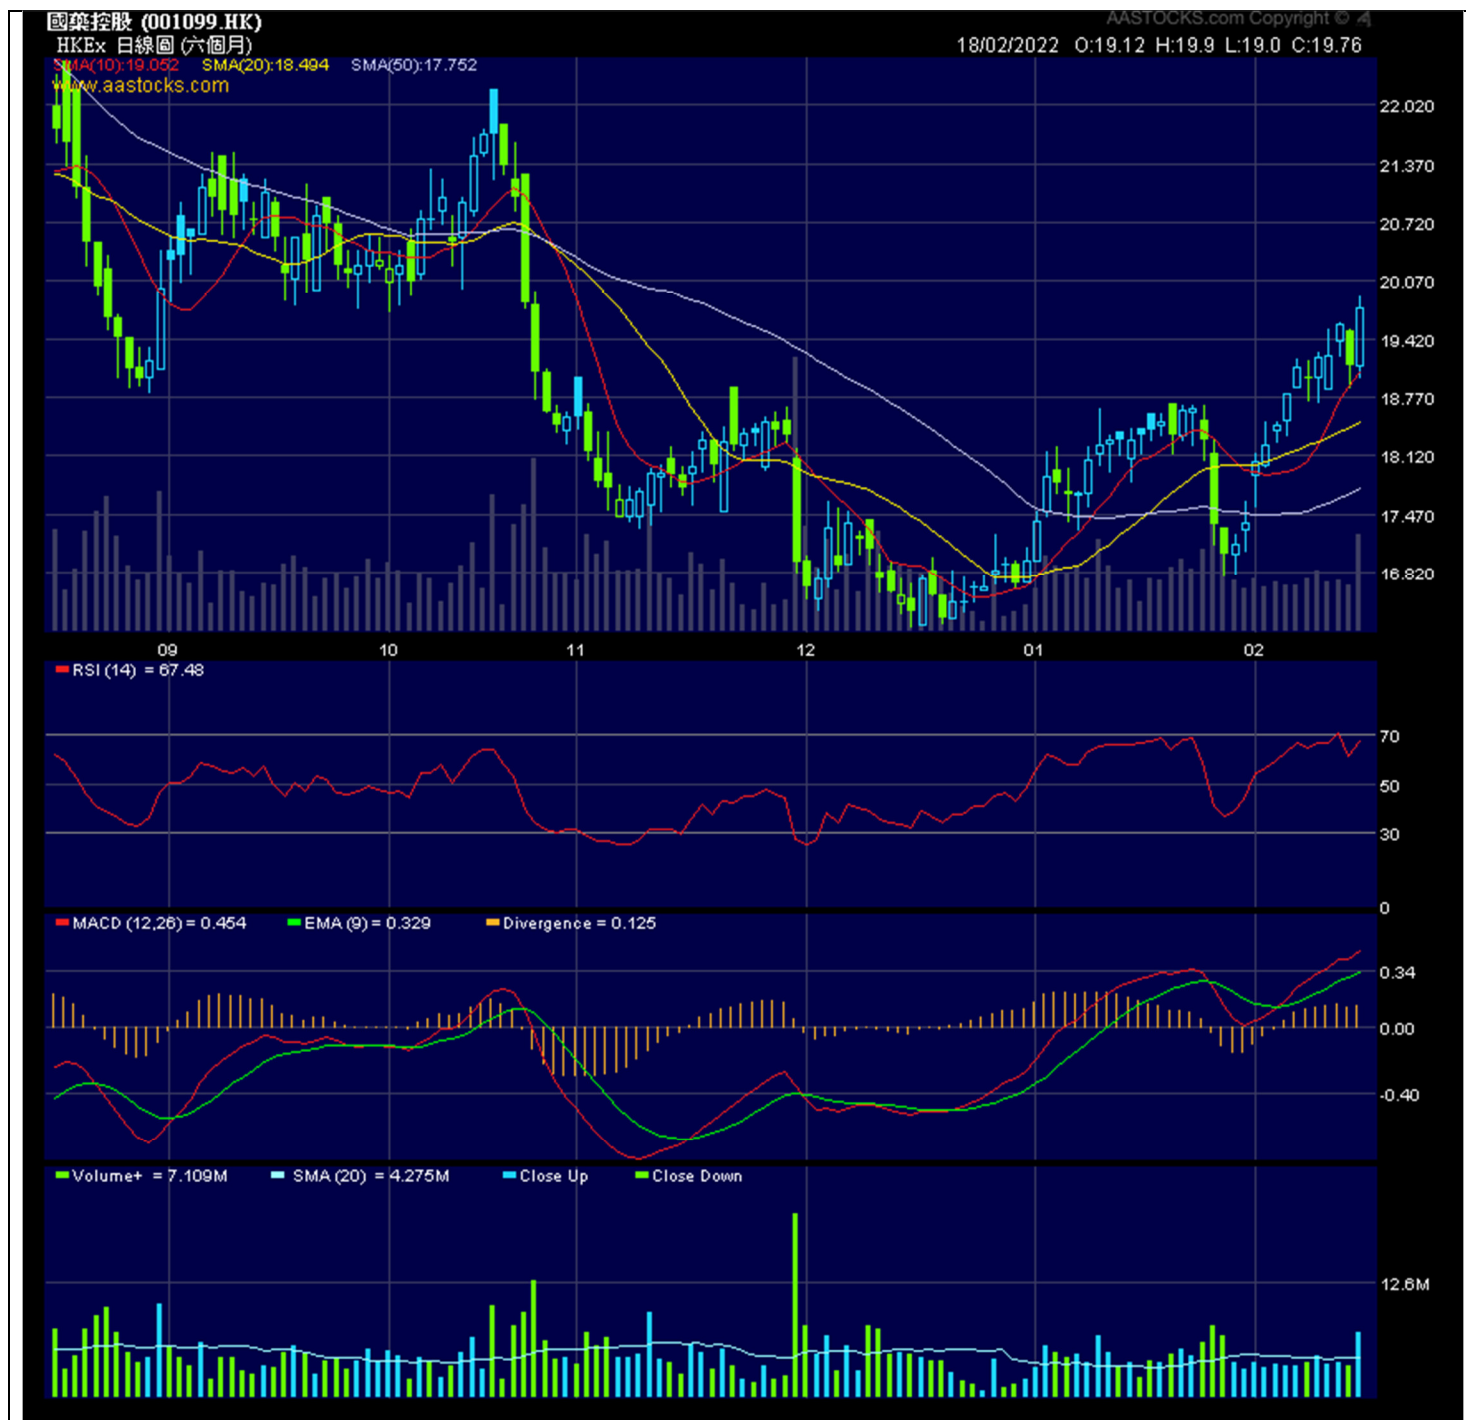 國藥控股 (001099.HK)
AASTOCKS.com Copyright ©
HKEx 日線圖 (六個月)
18/02/2022 O:19.12 H:19.9 L:19.0 C:19.76
SMA(10):19.052 SMA(20):18.494 SMA(50):17.752
www.aastocks.com
22.020
21.370
20.720
20.070
19.420
18.770
18.120
17.470
16.820
09 10 11 12 01 02
RSI (14) = 67.48
70
50
30
0
MACD (12,26) = 0.454 EMA (9) = 0.329 Divergence = 0.125
0.34
0.00
-0.40
Volume+ = 7.109M SMA (20) = 4.275M Close Up Close Down
12.6M